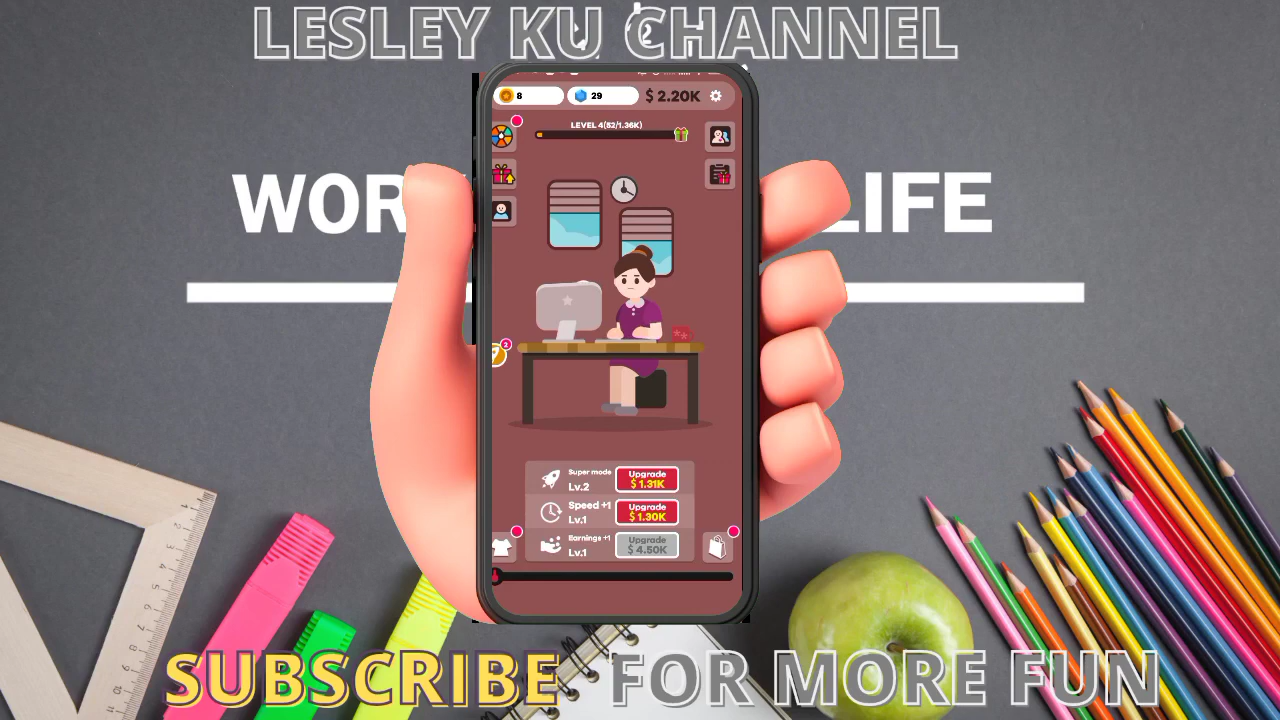 LESLEY KU CHANNEL
8
29
$ 2.20K
LEVEL 4(52/1.36K)
WOR
LIFE
2
Super mode
Lv.2
Upgrade
$ 1.31K
Speed +1
Lv.1
Upgrade
$ 1.30K
Earnings +1
Lv.1
Upgrade
$ 4.50K
SUBSCRIBE FOR MORE FUN